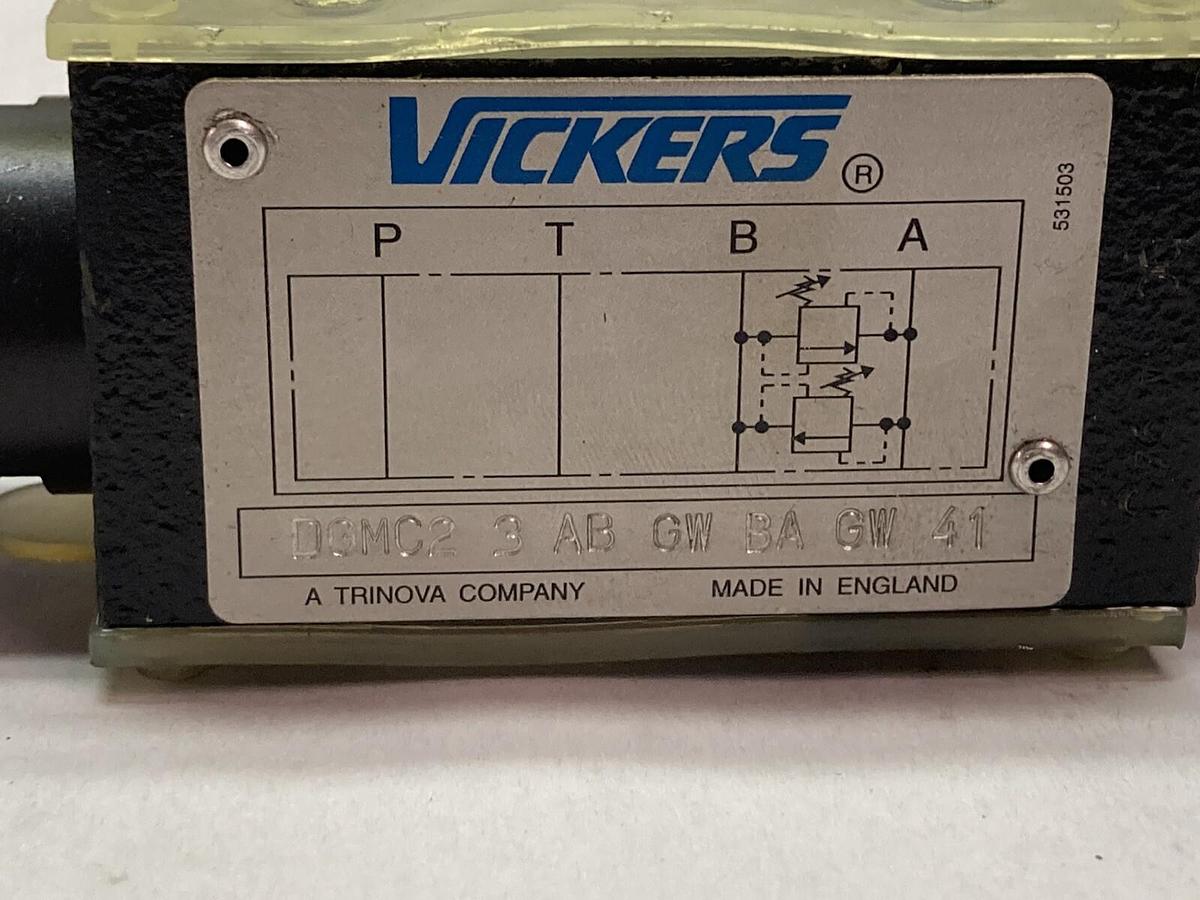 VICKERS ®
531503
P T B A
DGMC2 3 AB GW BA GW 41
A TRINOVA COMPANY MADE IN ENGLAND